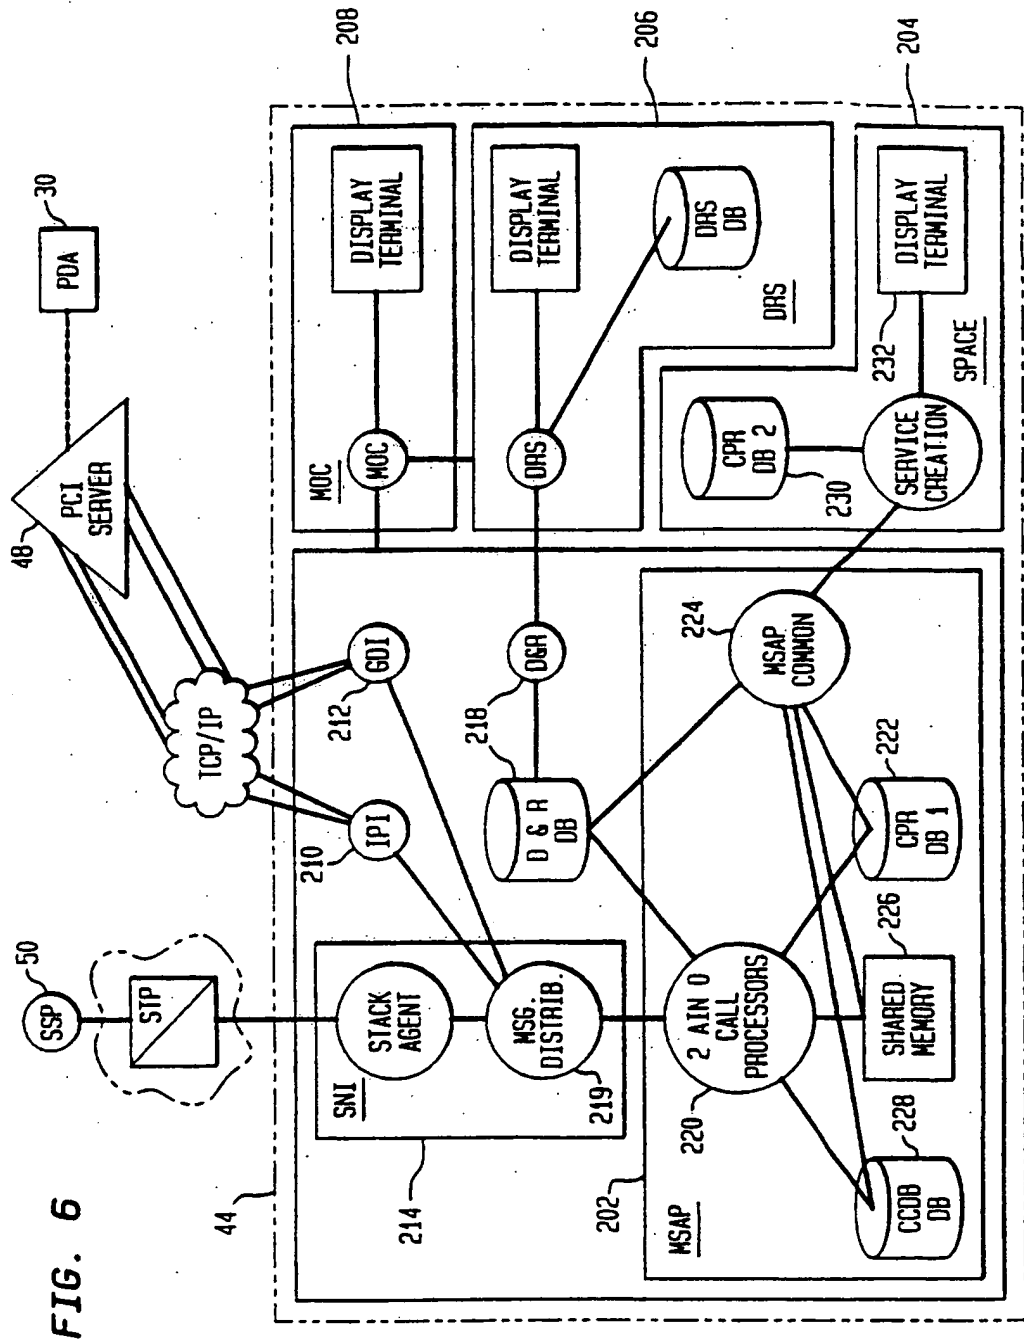 FIG. 6
44
SSP
50
STP
48
PCI
SERVER
PDA
30
TCP/IP
SNI
214
STACK
AGENT
MSG.
DISTRIB.
219
210
IPI
212
GDI
218
D & R
DB
D&R
MOC
MOC
DISPLAY
TERMINAL
208
DRS
DISPLAY
TERMINAL
DRS
DB
DRS
206
202
MSAP
220
2 AIN 0
CALL
PROCESSORS
224
MSAP
COMMON
CCDB
DB
228
SHARED
MEMORY
226
CPR
DB 1
222
CPR
DB 2
230
SERVICE
CREATION
232
DISPLAY
TERMINAL
SPACE
204